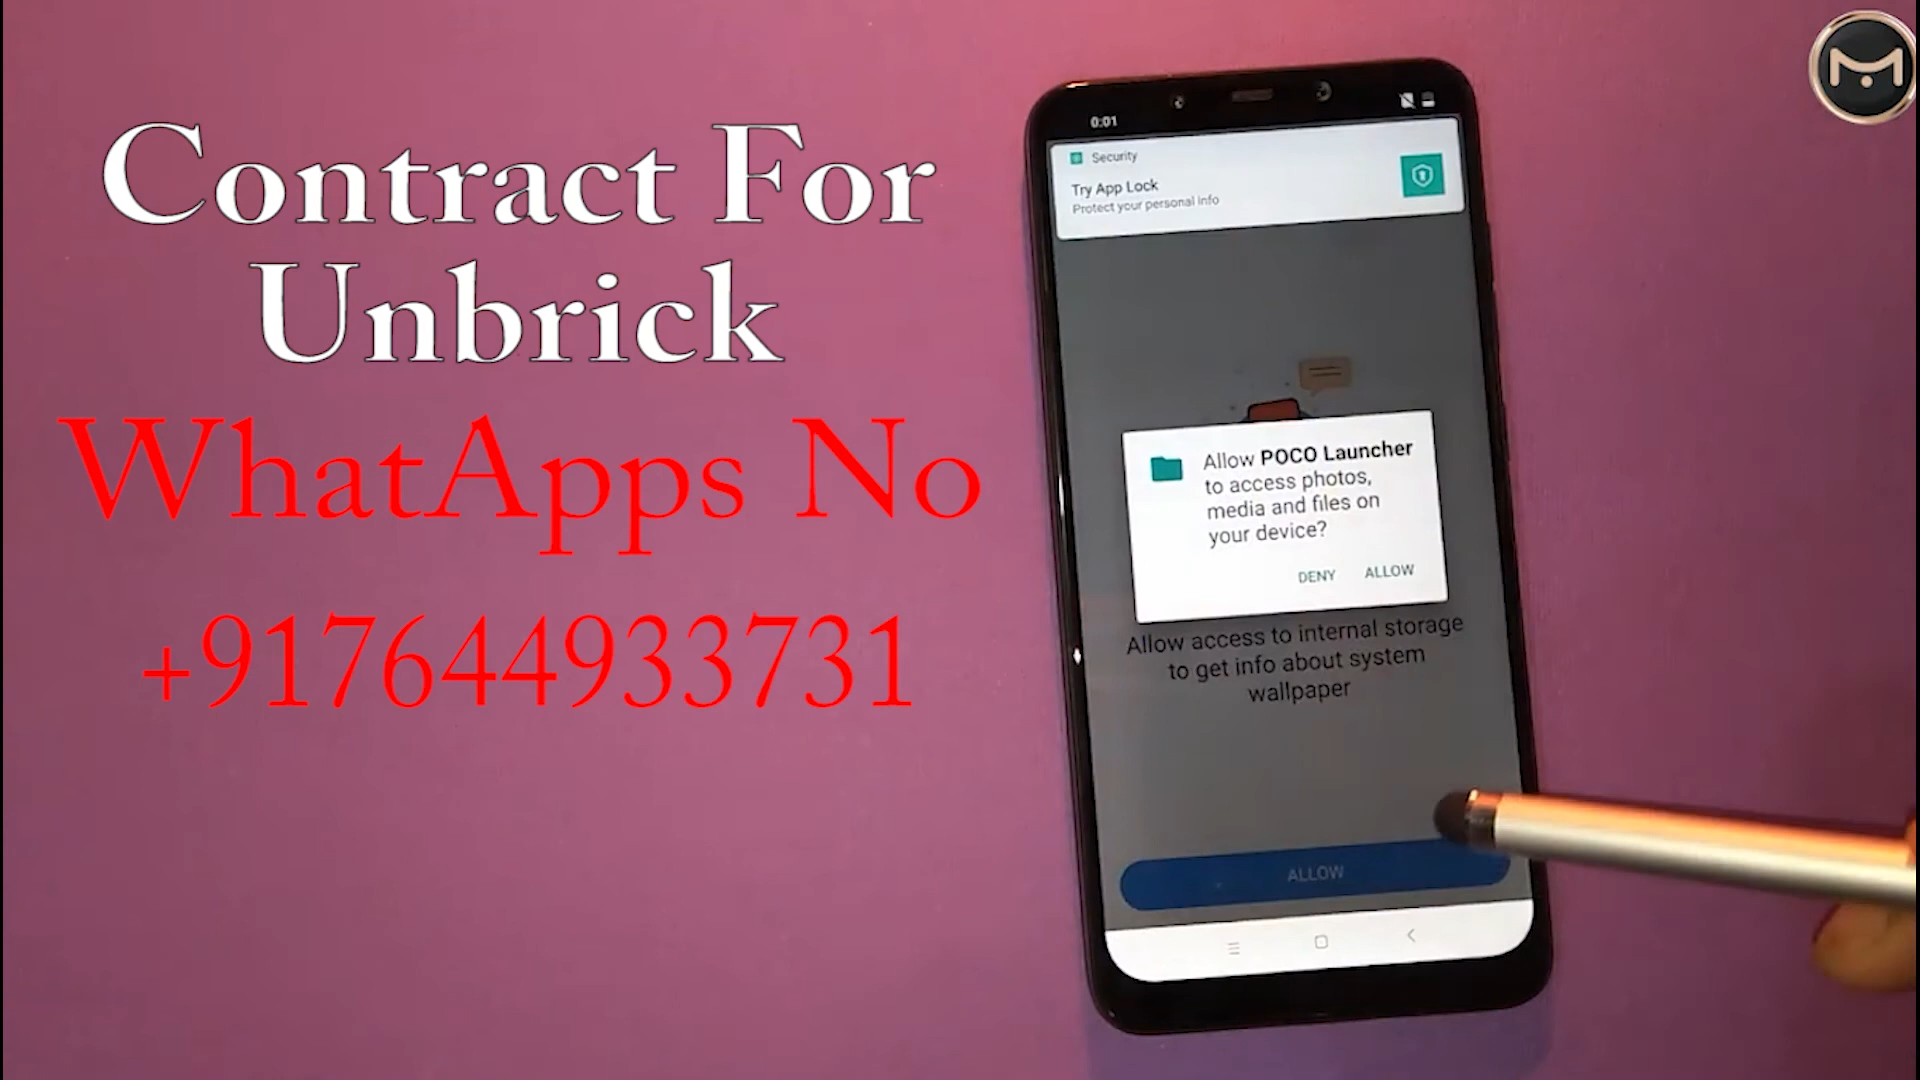 Contract For
Unbrick
WhatApps No
+917644933731
0:01
Security
Try App Lock
Protect your personal info
Allow POCO Launcher
to access photos,
media and files on
your device?
DENY ALLOW
Allow access to internal storage
to get info about system
wallpaper
ALLOW